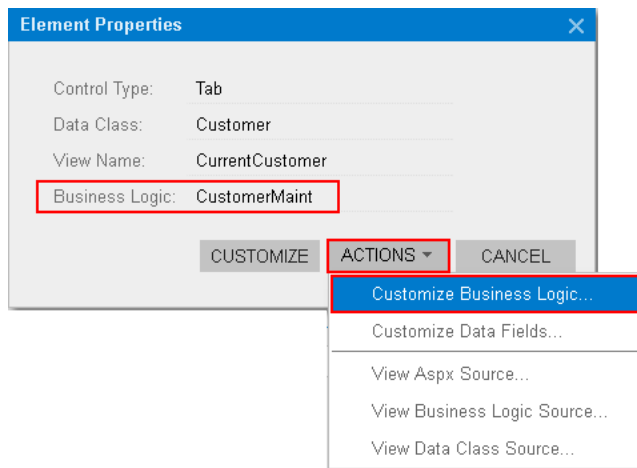 Element Properties
Control Type: Tab
Data Class: Customer
View Name: CurrentCustomer
Business Logic: CustomerMaint
CUSTOMIZE ACTIONS CANCEL
Customize Business Logic...
Customize Data Fields...
View Aspx Source...
View Business Logic Source...
View Data Class Source...